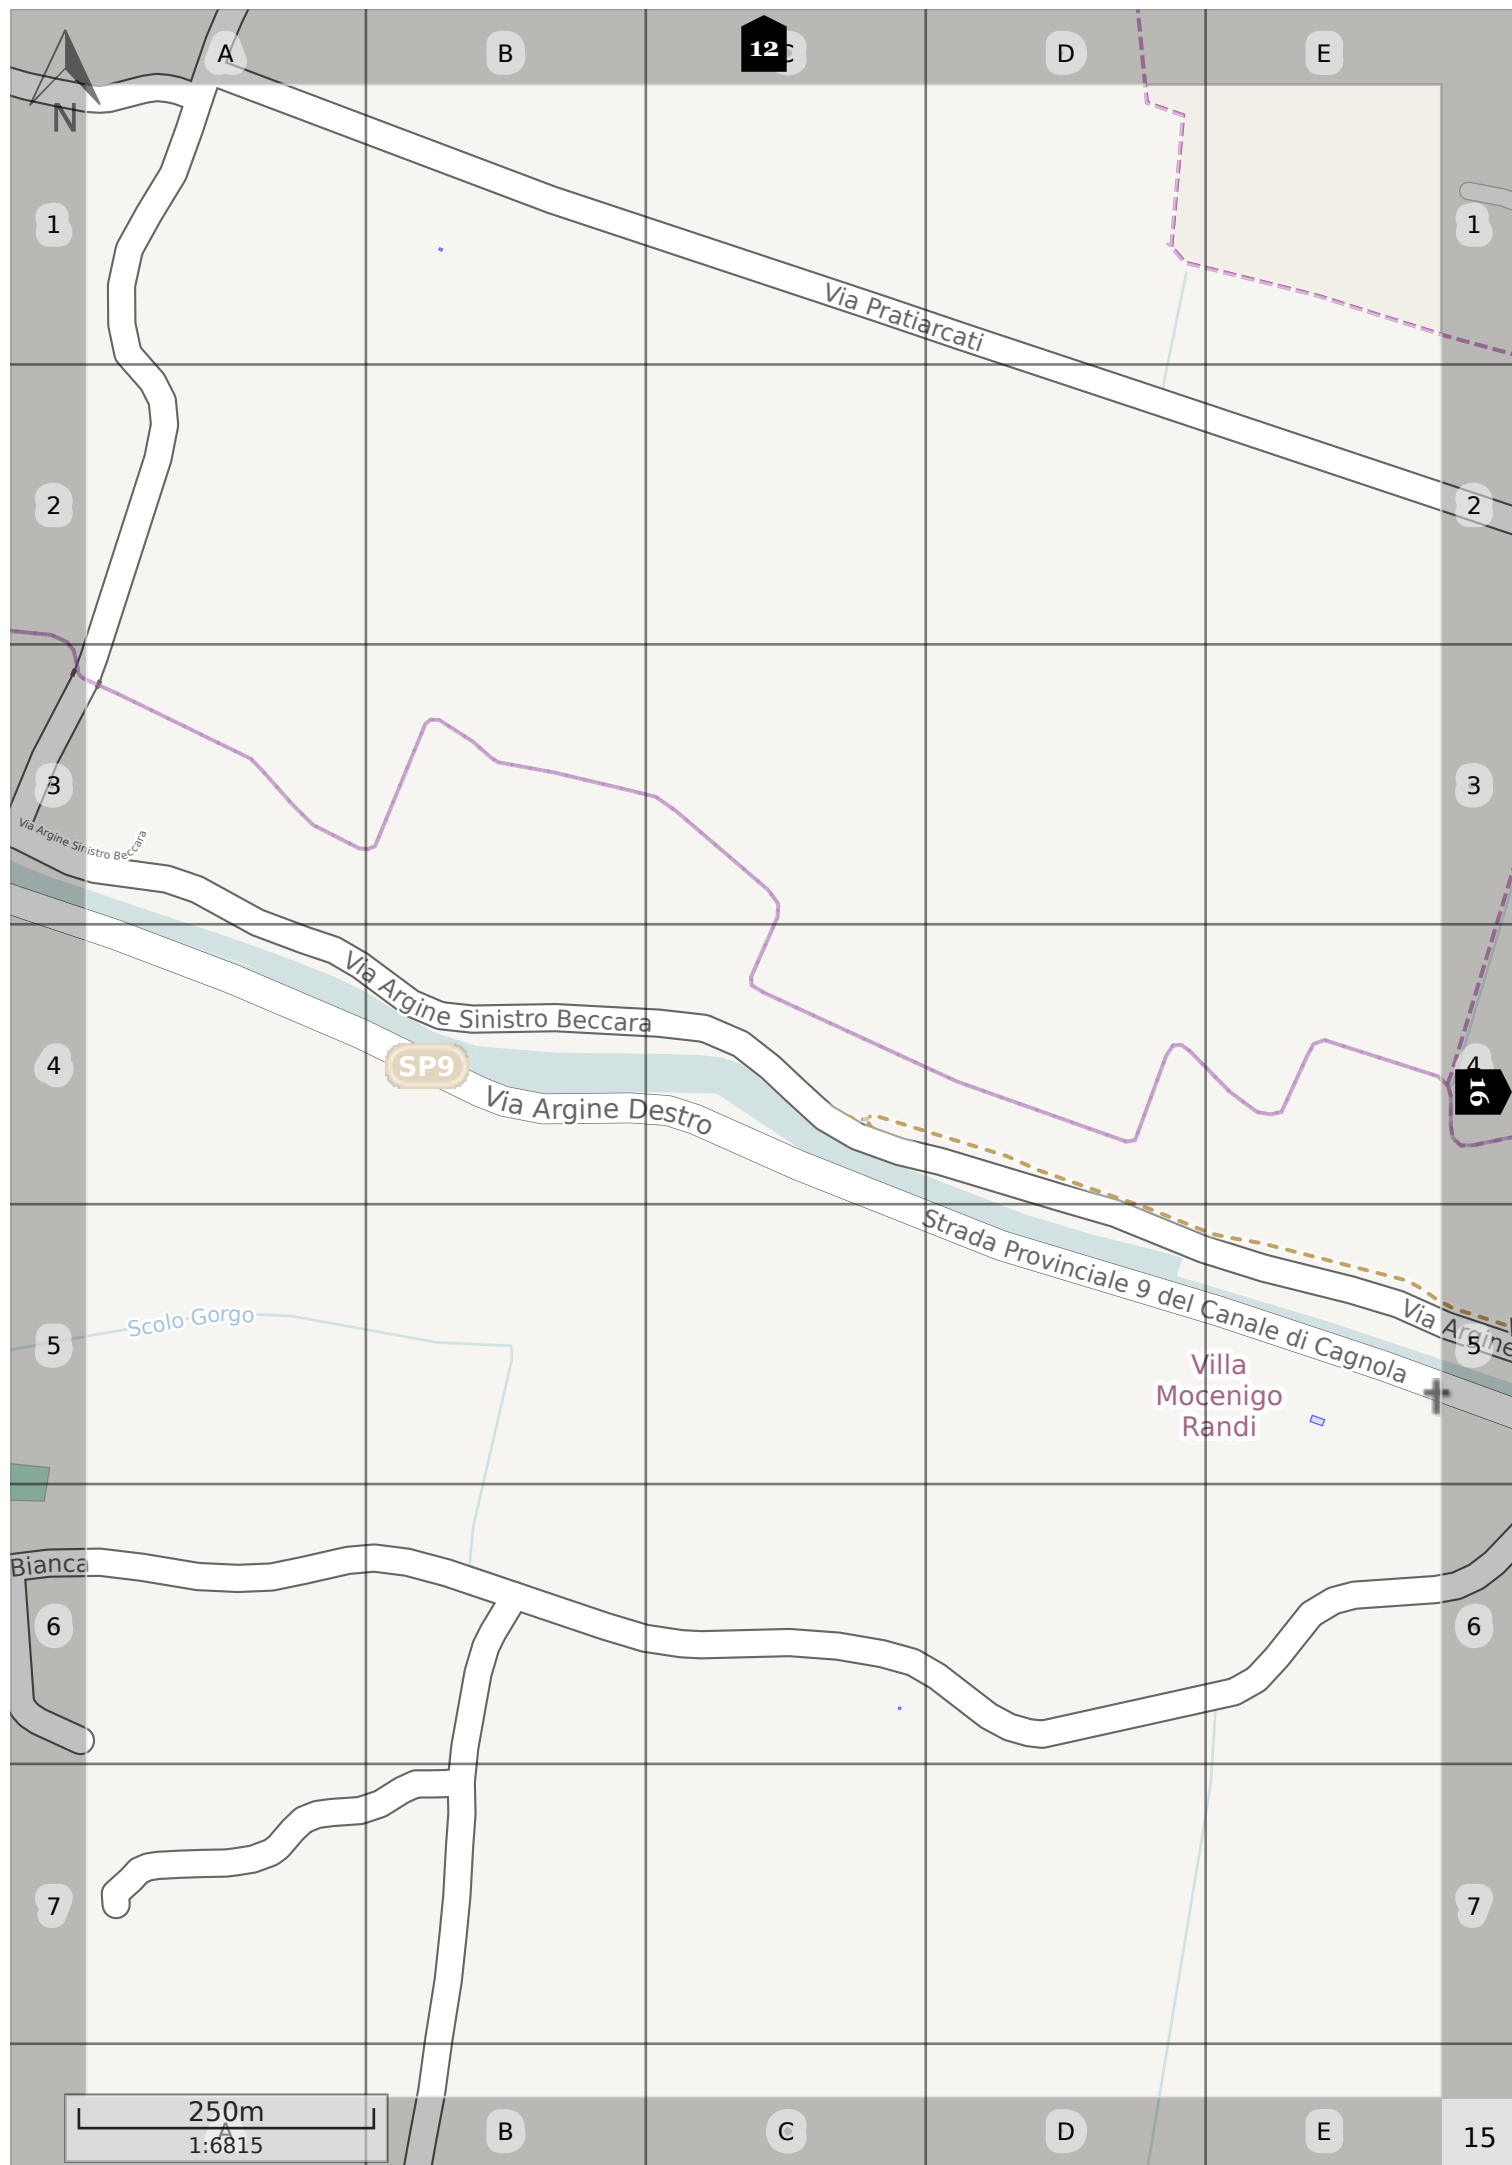 A
B
12
C
D
E
N
1
1
Via Pratiarcati
2
2
3
3
Via Argine Sinistro Beccara
Via Argine Sinistro Beccara
4
SP9
4
16
Via Argine Destro
Strada Provinciale 9 del Canale di Cagnola
Via Argine
Scolo Gorgo
5
5
Villa
Mocenigo
Randi
Bianca
6
6
7
7
250m
1:6815
A
B
C
D
E
15